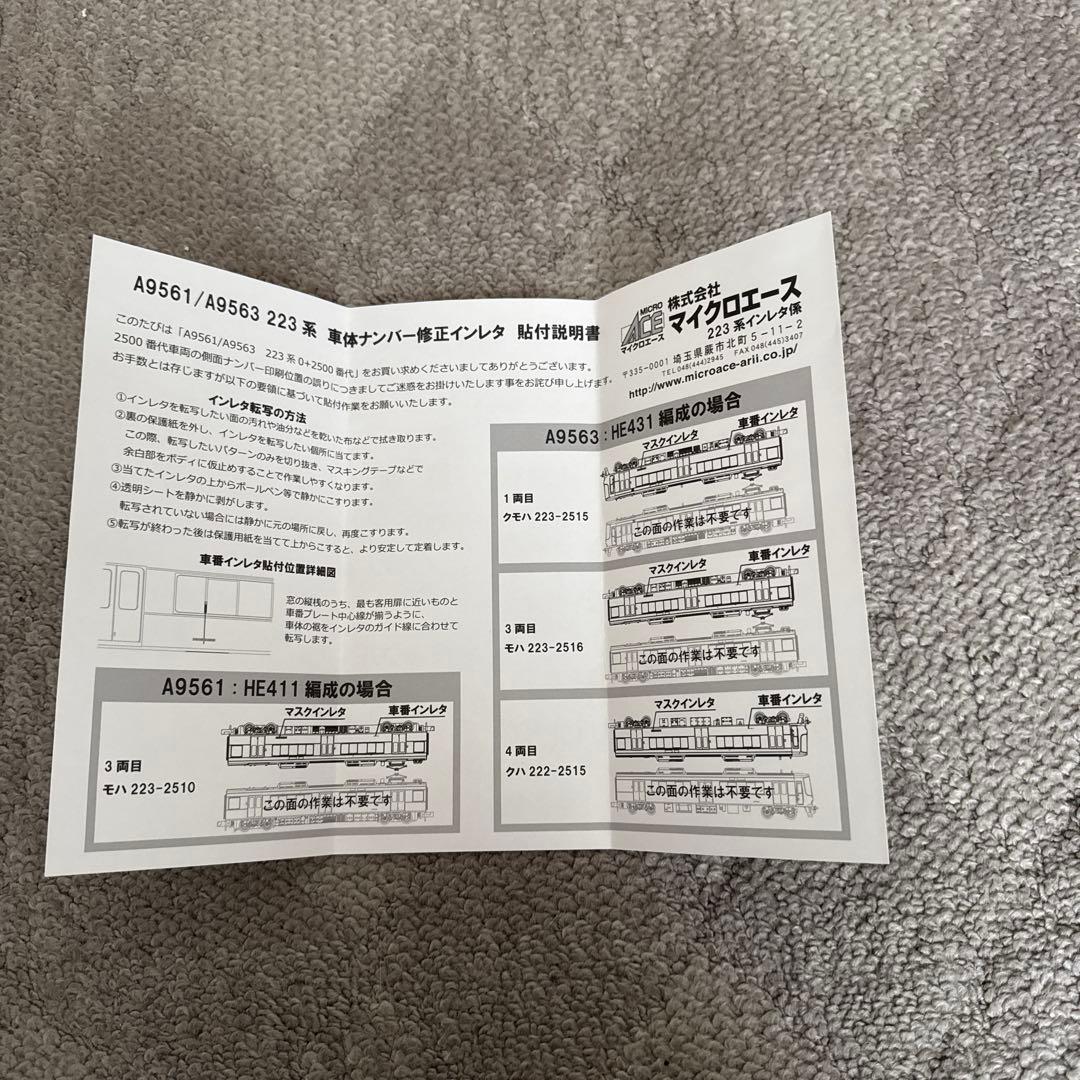 A9561/A9563 223系 車体ナンバー修正インレタ 貼付説明書
このたびは「A9561/A9563 223系0+2500番代」をお買い求めくださいましてありがとうございます。
2500番代車両の側面ナンバー印刷位置の誤りにつきましてご迷惑をお掛けいたします事をお詫び申し上げます。
お手数とは存じますが以下の要領に基づいて貼付作業をお願いいたします。
MICRO
ACE
マイクロエース
株式会社
マイクロエース
223系インレタ係
〒335-0001 埼玉県蕨市北町5-11-2
TEL048(444)2945 FAX048(445)3407
http://www.microace-arii.co.jp/
インレタ転写の方法
①インレタを転写したい面の汚れや油分などを乾いた布などで拭き取ります。
②裏の保護紙を外し、インレタを転写したい個所に当てます。
この際、転写したいパターンのみを切り抜き、マスキングテープなどで
余白部をボディに仮止めすることで作業しやすくなります。
③当てたインレタの上からボールペン等で静かにこすります。
④透明シートを静かに剥がします。
転写されていない場合には静かに元の場所に戻し、再度こすります。
⑤転写が終わった後は保護用紙を当てて上からこすると、より安定して定着します。
車番インレタ貼付位置詳細図
窓の縦桟のうち、最も客用扉に近いものと
車番プレート中心線が揃うように、
車体の裾をインレタのガイド線に合わせて
転写します。
A9561:HE411編成の場合
マスクインレタ 車番インレタ
3両目
モハ 223-2510
この面の作業は不要です
A9563:HE431編成の場合
マスクインレタ 車番インレタ
1両目
クモハ 223-2515
この面の作業は不要です
マスクインレタ 車番インレタ
3両目
モハ 223-2516
この面の作業は不要です
マスクインレタ 車番インレタ
4両目
クハ 222-2515
この面の作業は不要です